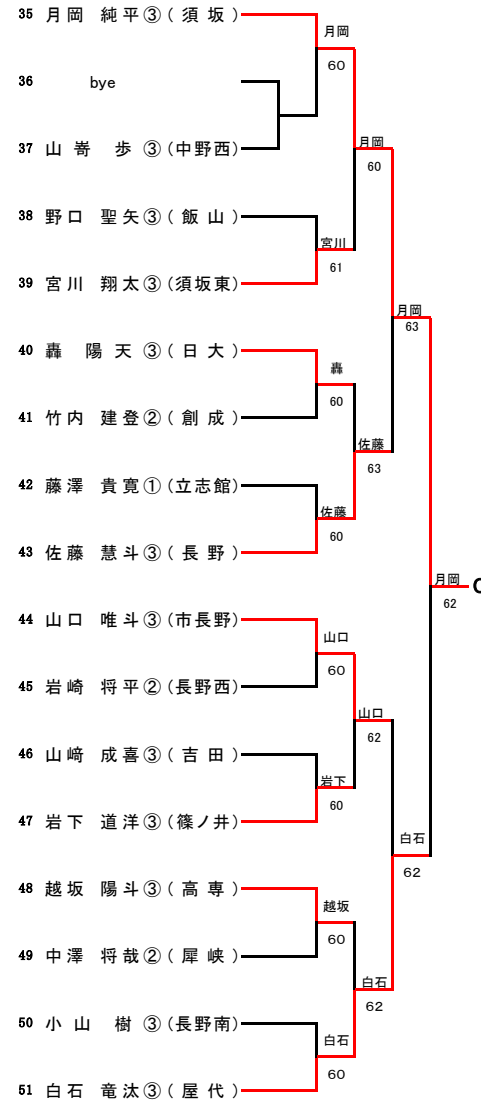 35 月岡 純平③(須坂)
月岡
60
36 bye
37 山嵜 歩③(中野西)
月岡
60
38 野口 聖矢③(飯山)
宮川
61
39 宮川 翔太③(須坂東)
月岡
63
40 轟 陽天③(日大)
轟
60
41 竹内 建登②(創成)
佐藤
63
42 藤澤 貴寛①(立志館)
佐藤
60
43 佐藤 慧斗③(長野)
月岡
62
C
44 山口 唯斗③(市長野)
山口
60
45 岩崎 将平②(長野西)
山口
62
46 山﨑 成喜③(吉田)
岩下
60
47 岩下 道洋③(篠ノ井)
白石
62
48 越坂 陽斗③(高専)
越坂
60
49 中澤 将哉②(犀峡)
白石
62
50 小山 樹③(長野南)
白石
60
51 白石 竜汰③(屋代)